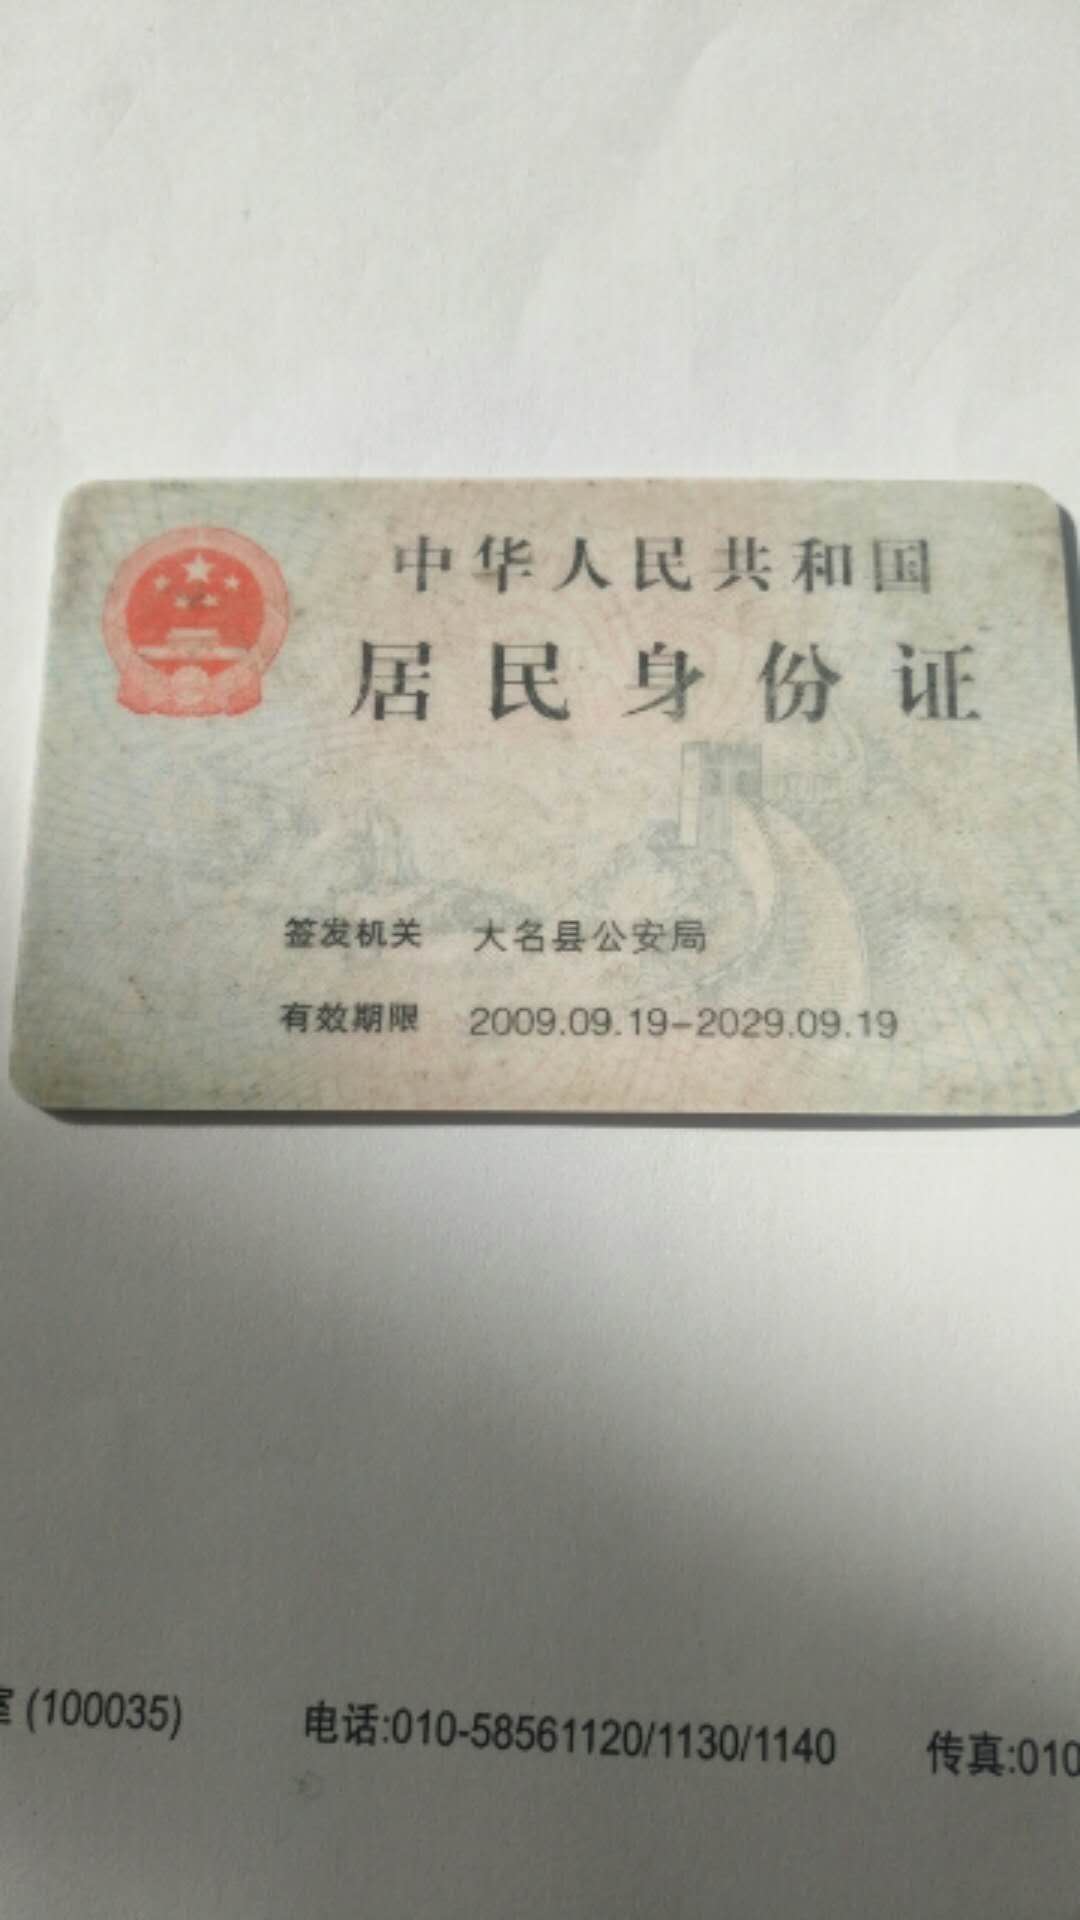 中华人民共和国
居民身份证
签发机关 大名县公安局
有效期限 2009.09.19-2029.09.19
(100035) 电话:010-58561120/1130/1140 传真:010